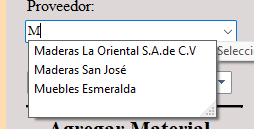 Proveedor:
M
Selecci
Maderas La Oriental S.A.de C.V
Maderas San José
Muebles Esmeralda
Agregar Material